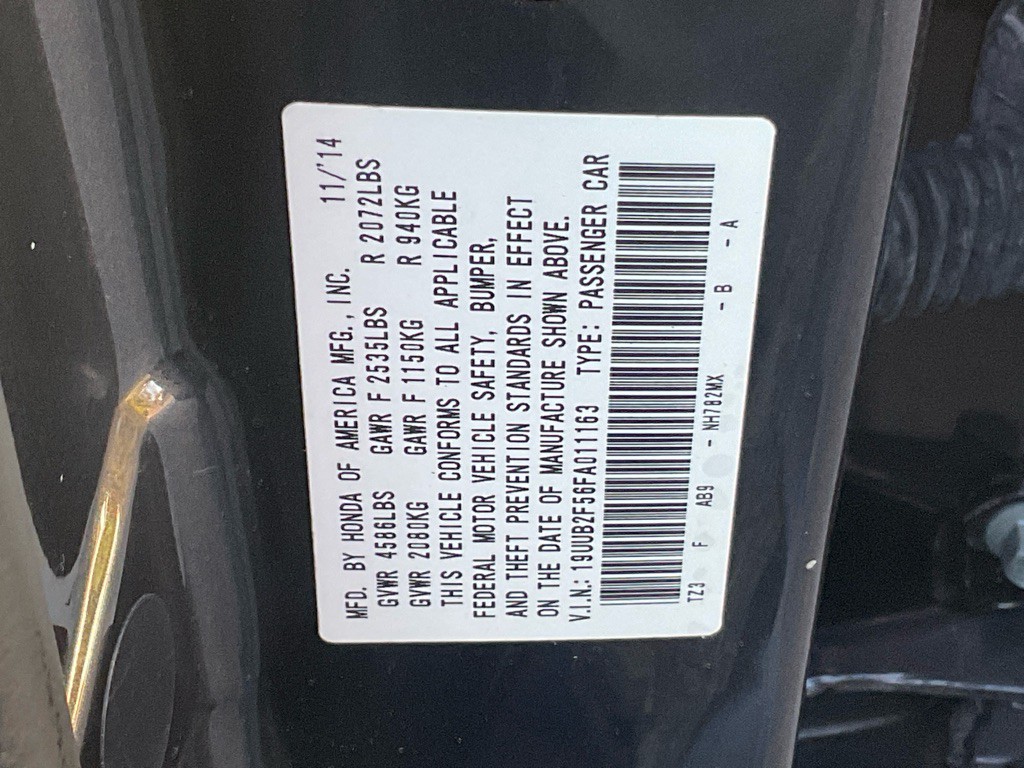 MFD. BY HONDA OF AMERICA MFG., INC. 11/'14
GVWR 4586LBS GAWR F 2535LBS R 2072LBS
GVWR 2080KG GAWR F 1150KG R 940KG
THIS VEHICLE CONFORMS TO ALL APPLICABLE
FEDERAL MOTOR VEHICLE SAFETY, BUMPER,
AND THEFT PREVENTION STANDARDS IN EFFECT
ON THE DATE OF MANUFACTURE SHOWN ABOVE.
V.I.N.: 19UUB2F56FA011163 TYPE: PASSENGER CAR
TZ3 F AB9 - NH782MX - B - A